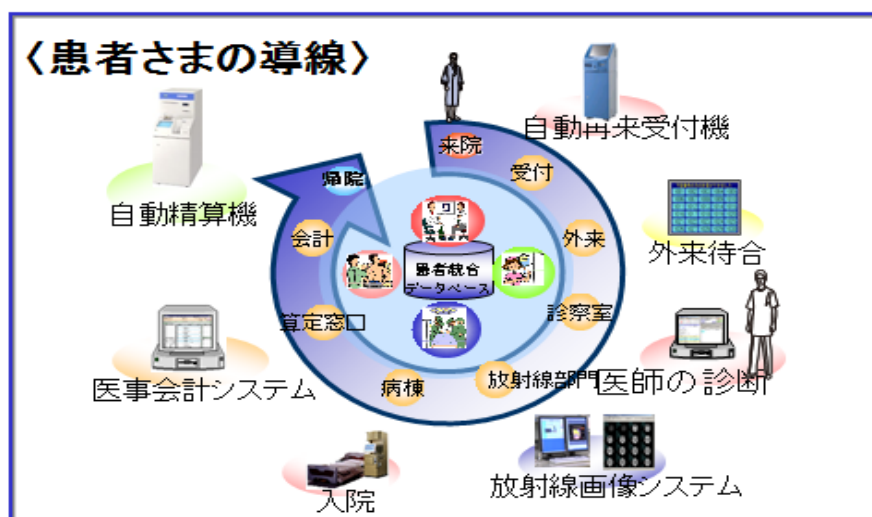 〈患者さまの導線〉
来院
自動再来受付機
受付
帰院
自動精算機
会計
外来
外来待合
患者統合
データベース
算定窓口
診察室
医事会計システム
病棟
放射線部門
医師の診断
入院
放射線画像システム